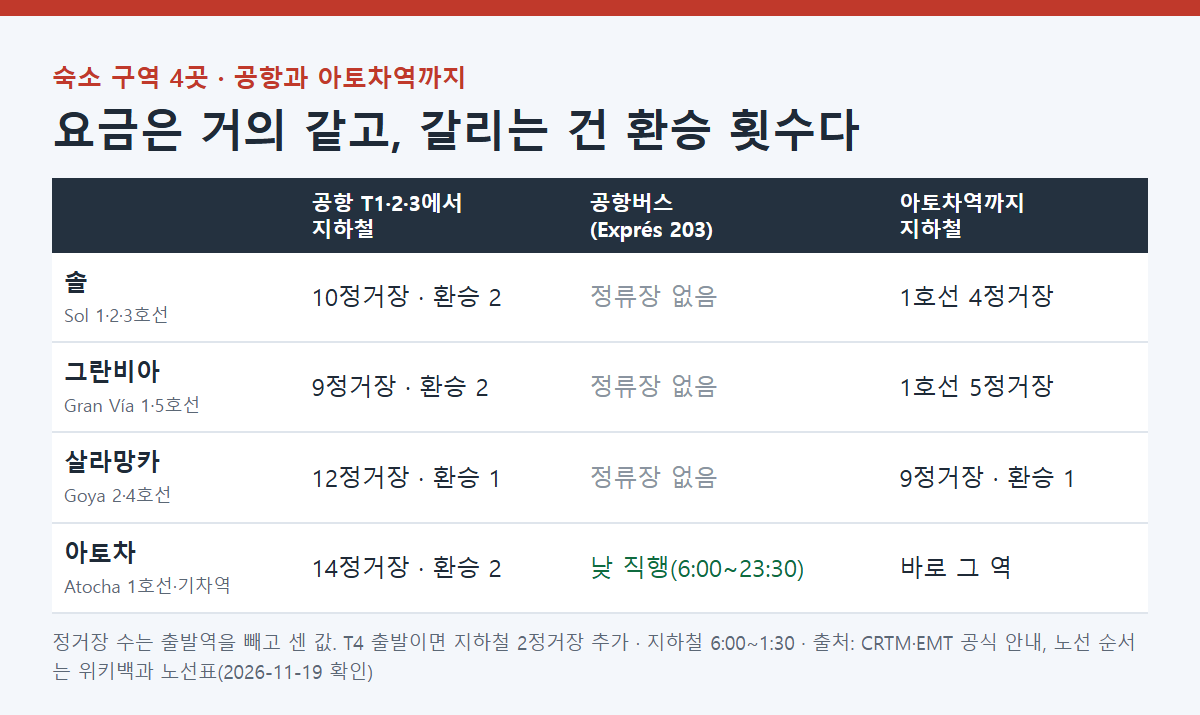 숙소 구역 4곳 · 공항과 아토차역까지
요금은 거의 같고, 갈리는 건 환승 횟수다
공항 T1·2·3에서
지하철
공항버스
(Exprés 203)
아토차역까지
지하철
솔
Sol 1·2·3호선
10정거장 · 환승 2
정류장 없음
1호선 4정거장
그란비아
Gran Vía 1·5호선
9정거장 · 환승 2
정류장 없음
1호선 5정거장
살라망카
Goya 2·4호선
12정거장 · 환승 1
정류장 없음
9정거장 · 환승 1
아토차
Atocha 1호선·기차역
14정거장 · 환승 2
낮 직행(6:00~23:30)
바로 그 역
정거장 수는 출발역을 빼고 센 값. T4 출발이면 지하철 2정거장 추가 · 지하철 6:00~1:30 · 출처: CRTM·EMT 공식 안내, 노선 순서
는 위키백과 노선표(2026-11-19 확인)